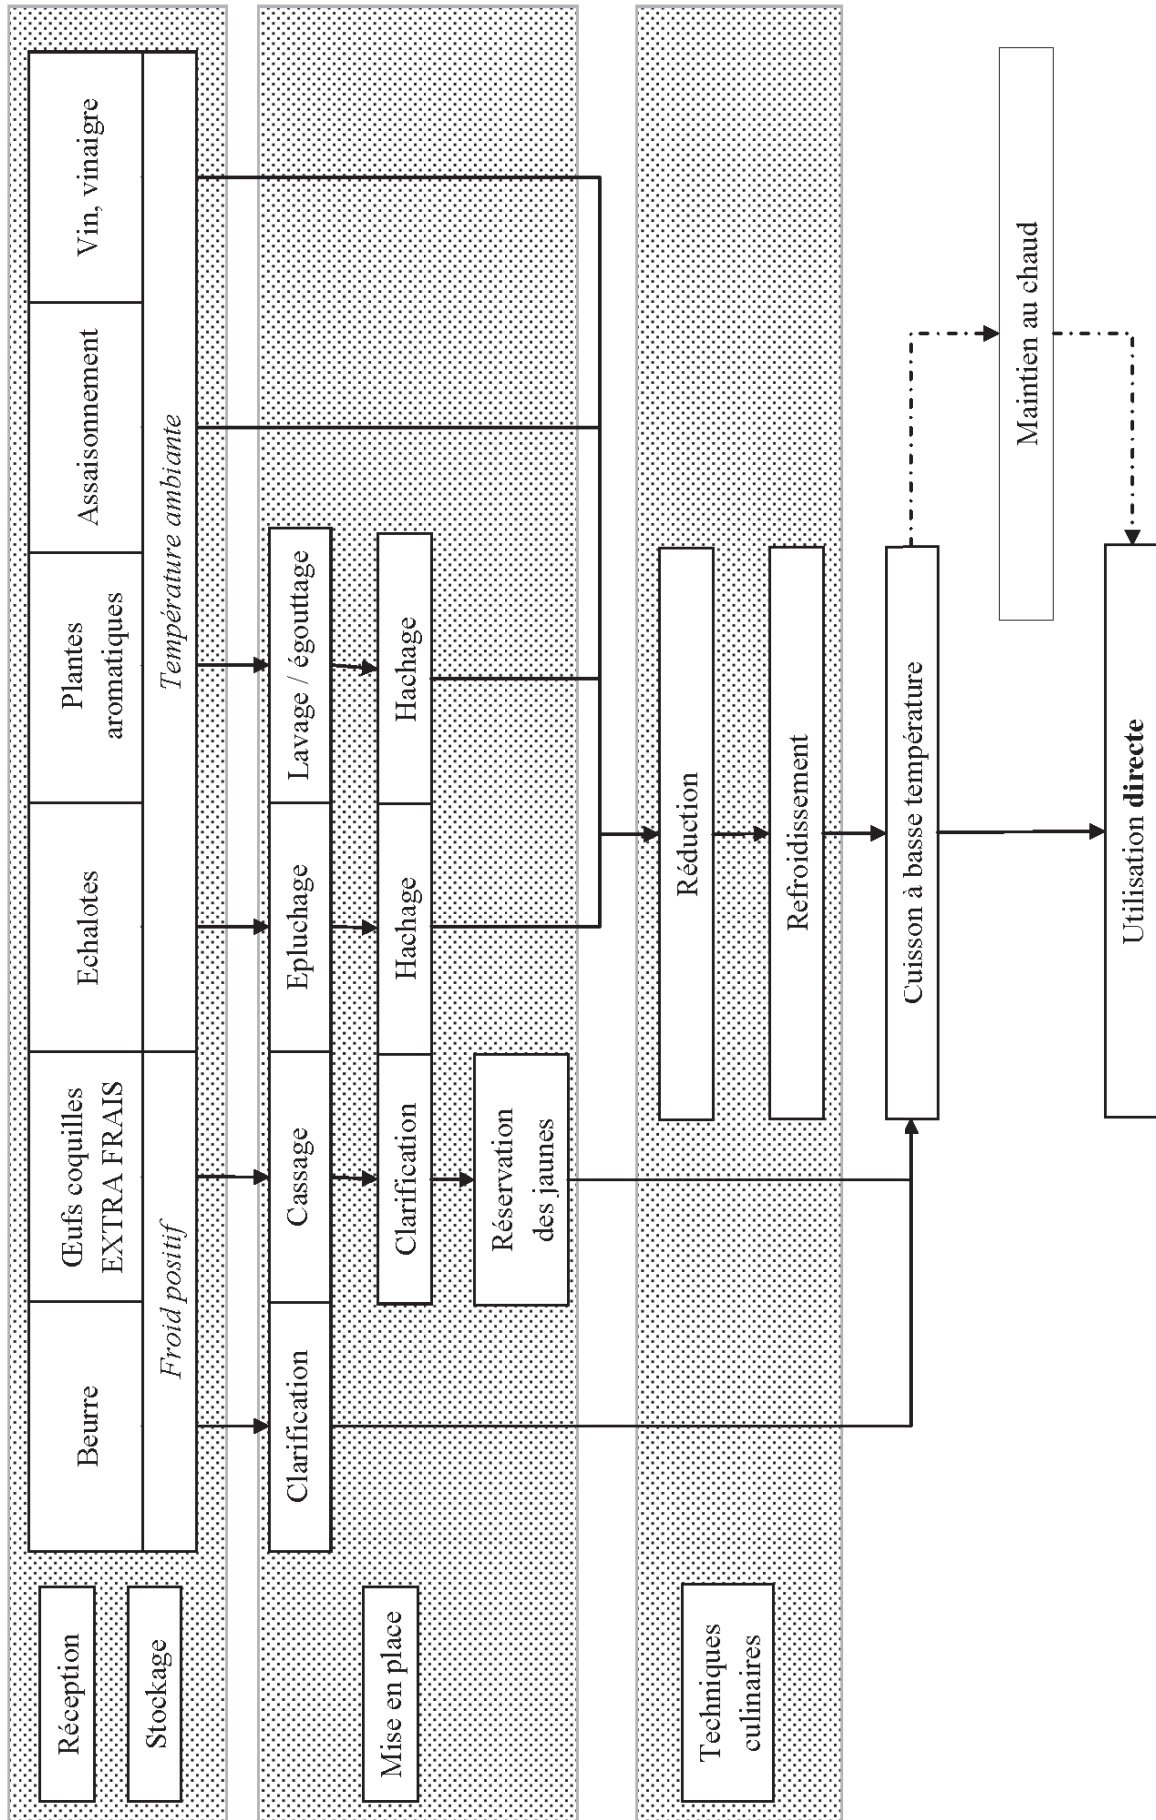 Réception
Beurre
Œufs coquilles
EXTRA FRAIS
Echalotes
Plantes
aromatiques
Assaisonnement
Vin, vinaigre
Stockage
Froid positif
Température ambiante
Mise en place
Clarification
Cassage
Epluchage
Lavage / égouttage
Clarification
Hachage
Hachage
Réservation
des jaunes
Techniques
culinaires
Réduction
Refroidissement
Cuisson à basse température
Maintien au chaud
Utilisation directe